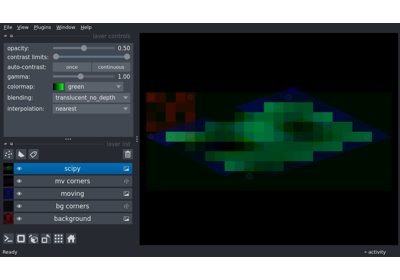 File View Plugins Window Help
layer controls
opacity: 0.50
contrast limits:
auto-contrast: once continuous
gamma: 1.00
colormap: green
blending: translucent_no_depth
interpolation: nearest
layer list
scipy
mv corners
moving
bg corners
background
Ready
activity